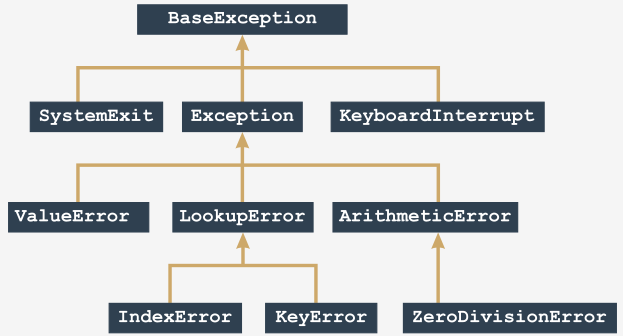 BaseException
SystemExit
Exception
KeyboardInterrupt
ValueError
LookupError
ArithmeticError
IndexError
KeyError
ZeroDivisionError